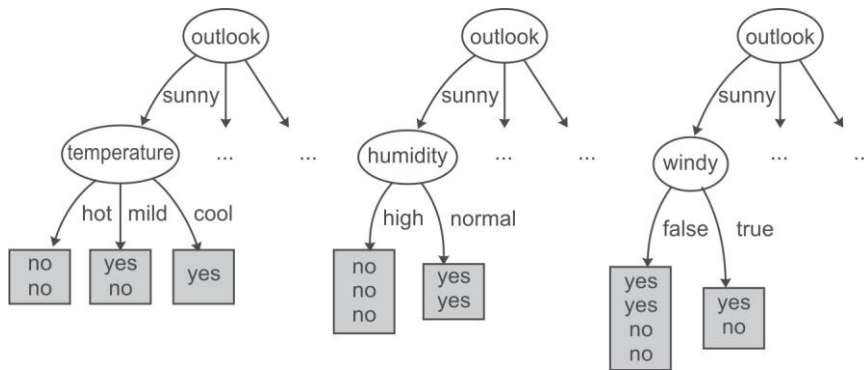 outlook
sunny
temperature
...
...
hot mild cool
no
no
yes
no
yes
outlook
sunny
humidity
...
...
high normal
no
no
no
yes
yes
outlook
sunny
windy
...
...
false true
yes
yes
no
no
yes
no